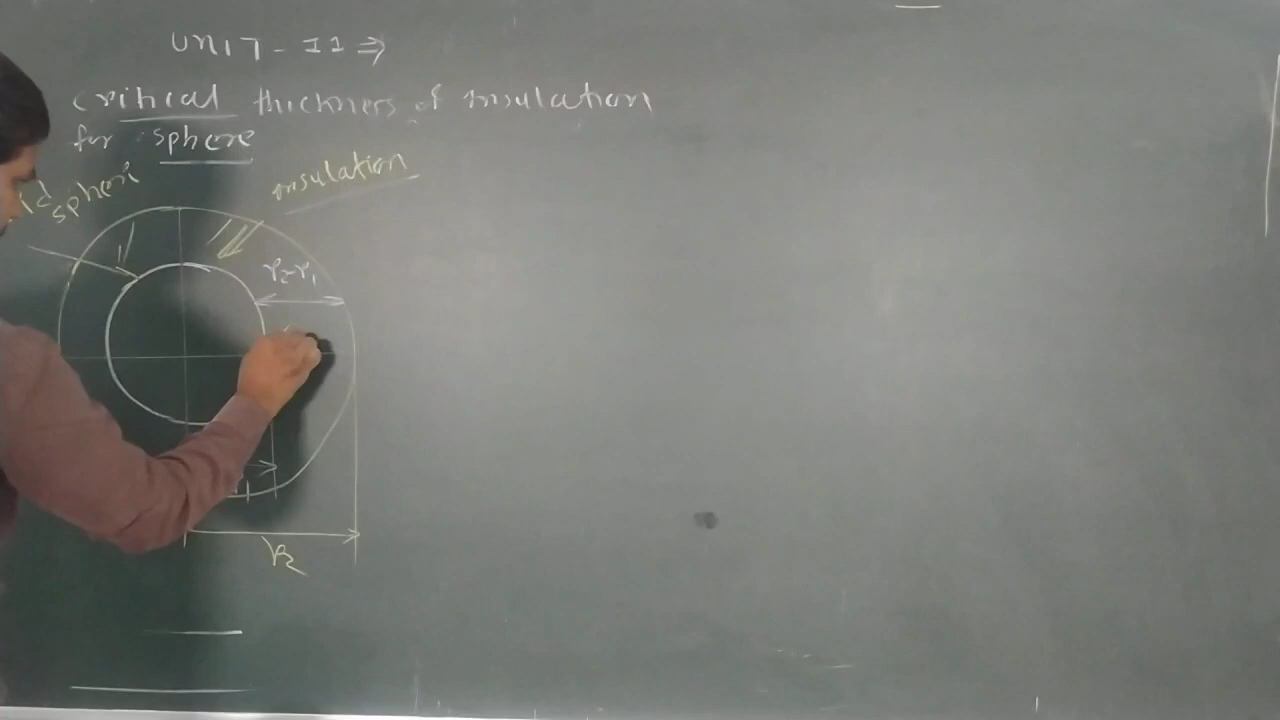 UNIT-II ⇒
critical thickness of insulation
for sphere
insulation
sphere
r2-r1
r2